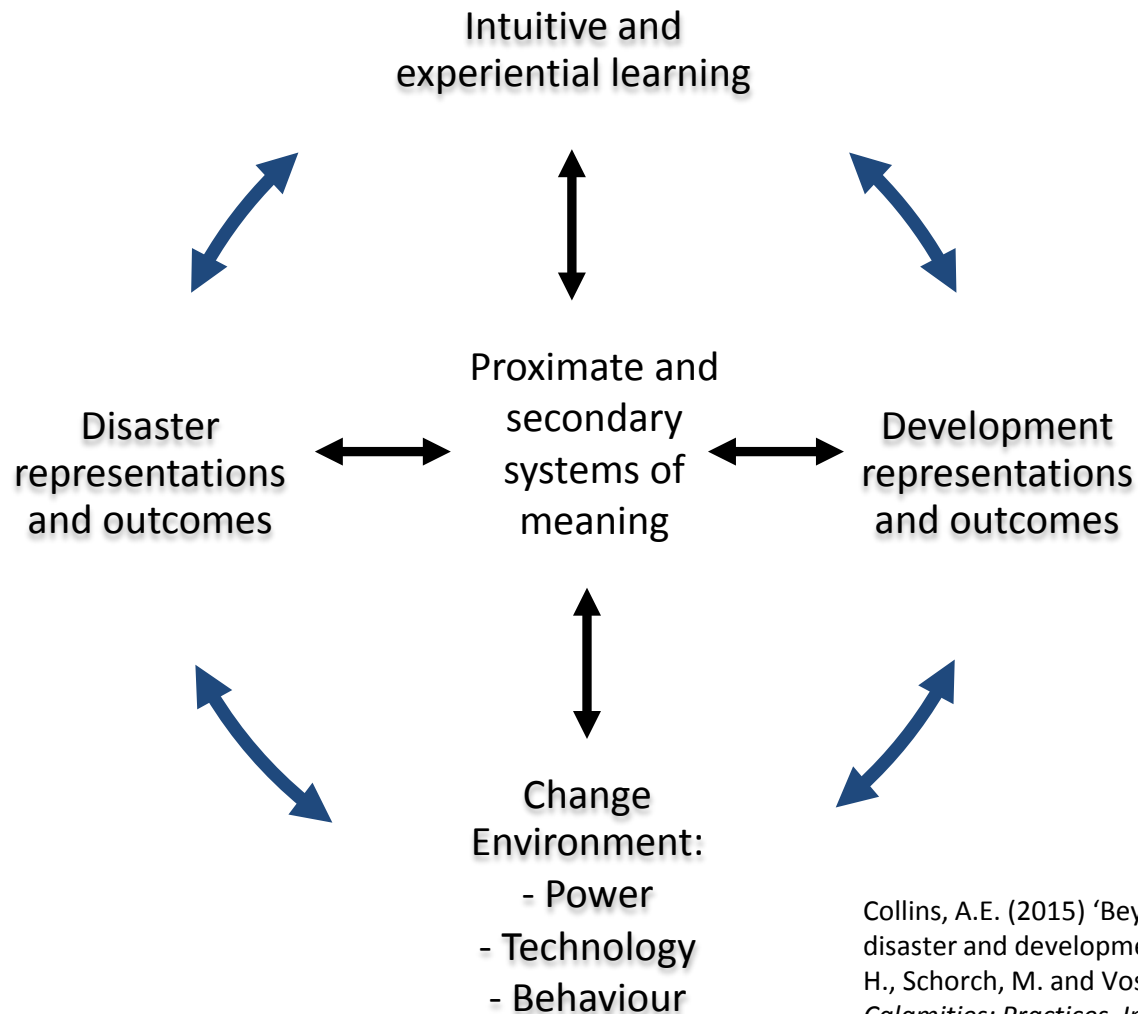 Intuitive and
experiential learning
Proximate and
secondary
systems of
meaning
Disaster
representations
and outcomes
Development
representations
and outcomes
Change
Environment:
- Power
- Technology
- Behaviour
Collins, A.E. (2015) ‘Bey
disaster and developme
H., Schorch, M. and Vos